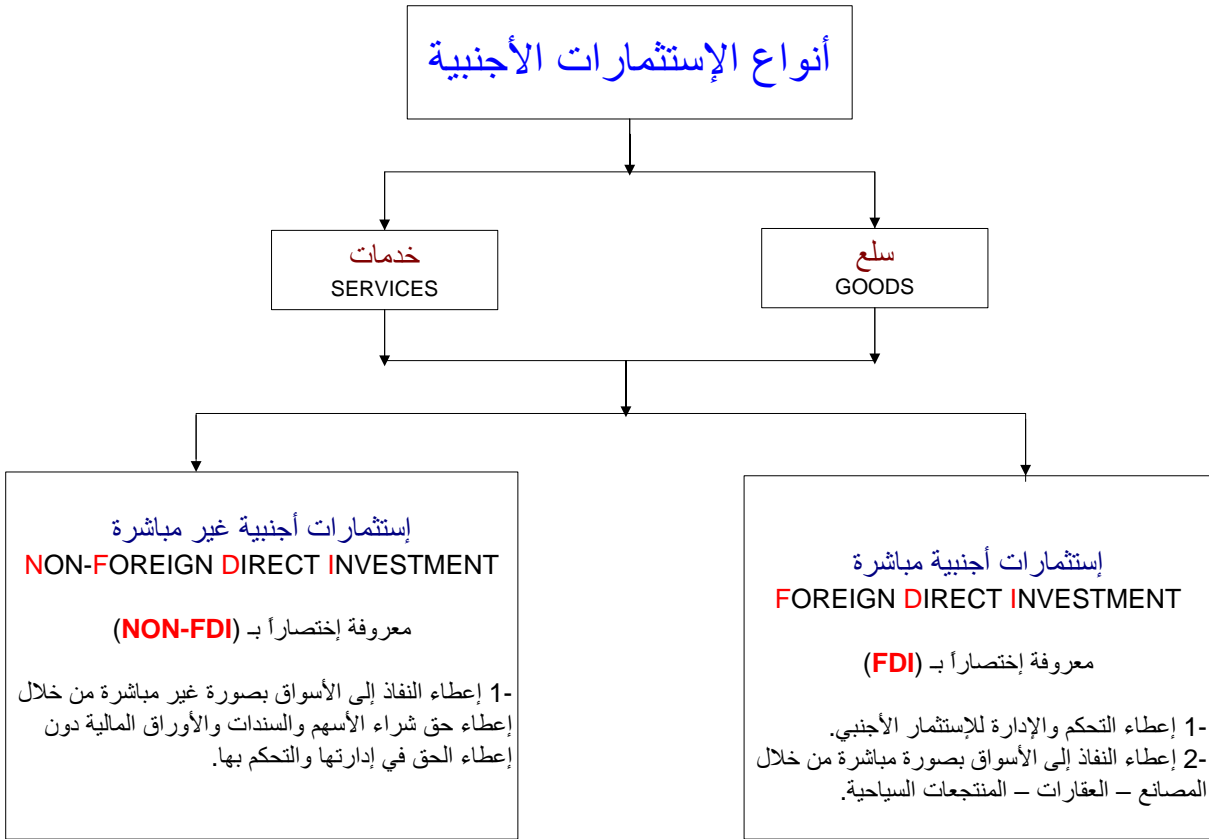 أنواع الإستثمارات الأجنبية
سلع
GOODS
خدمات
SERVICES
إستثمارات أجنبية مباشرة
FOREIGN DIRECT INVESTMENT
معروفة إختصاراً بـ (FDI)
1- إعطاء التحكم والإدارة للإستثمار الأجنبي.
2- إعطاء النفاذ إلى الأسواق بصورة مباشرة من خلال
المصانع – العقارات – المنتجعات السياحية.
إستثمارات أجنبية غير مباشرة
NON-FOREIGN DIRECT INVESTMENT
معروفة إختصاراً بـ (NON-FDI)
1- إعطاء النفاذ إلى الأسواق بصورة غير مباشرة من خلال
إعطاء حق شراء الأسهم والسندات والأوراق المالية دون
إعطاء الحق في إدارتها والتحكم بها.